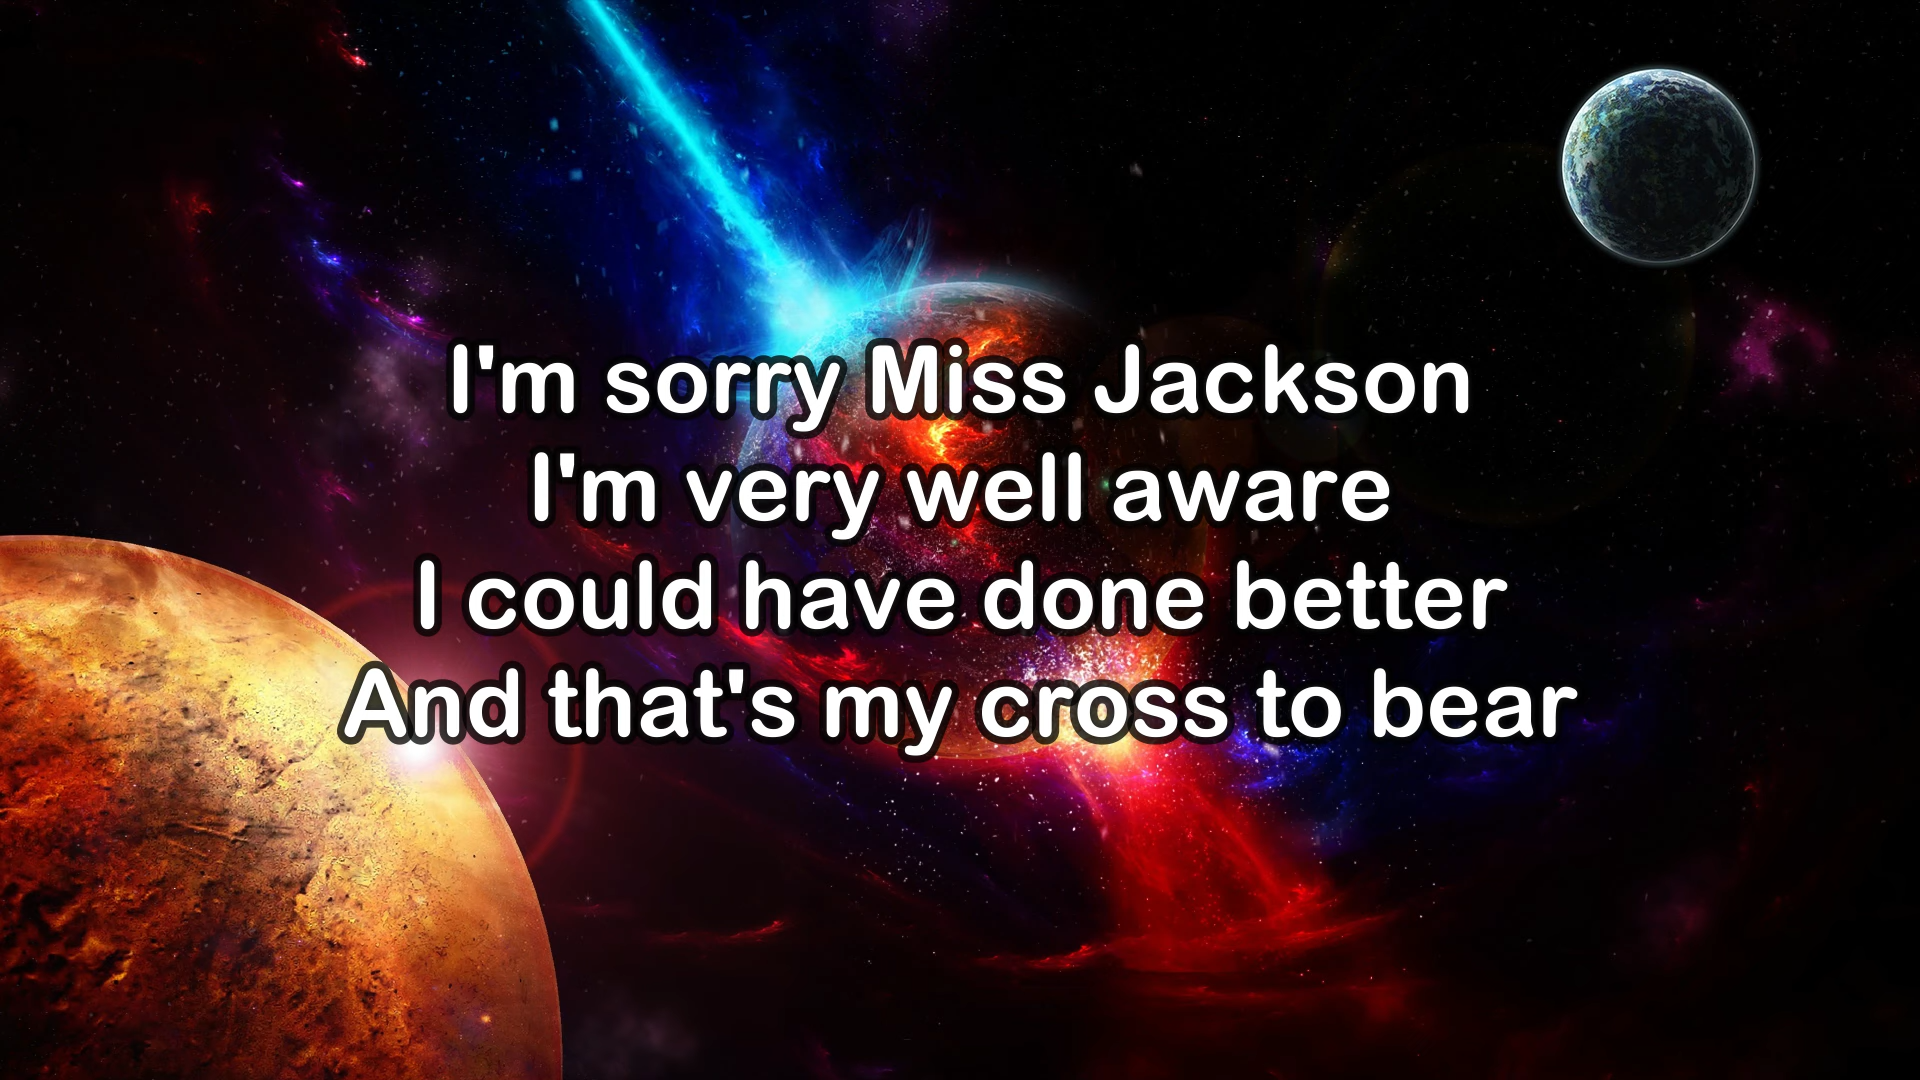 I'm sorry Miss Jackson
I'm very well aware
I could have done better
And that's my cross to bear